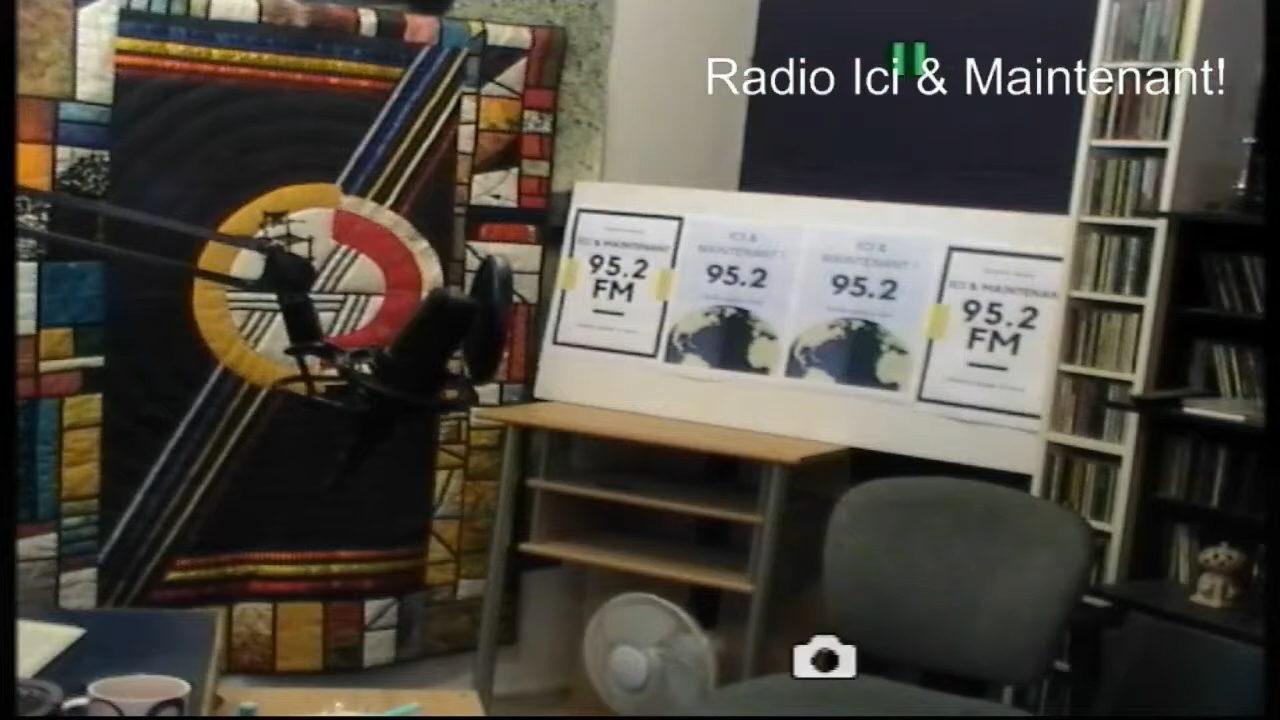 Radio Ici & Maintenant!
ICI & MAINTENANT
95.2
FM
ICI &
MAINTENANT !
95.2
ICI &
MAINTENANT !
95.2
ICI & MAINTENAN
95.2
FM